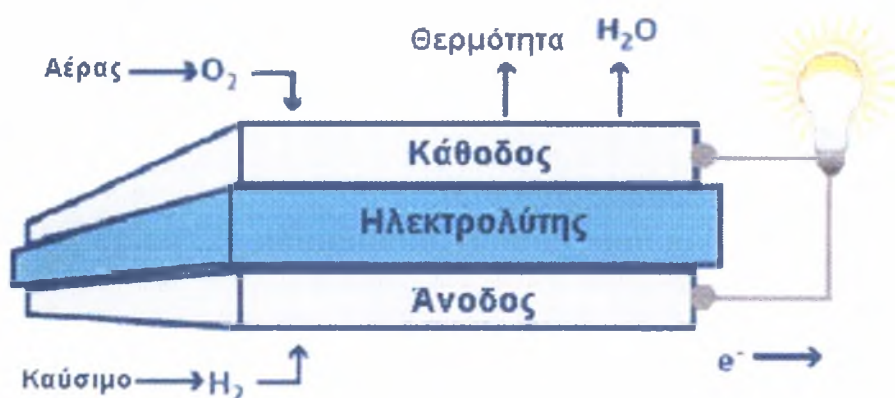 Θερμότητα H₂O
Αέρας O₂
Κάθοδος
Ηλεκτρολύτης
Άνοδος
e⁻
Καύσιμο H₂